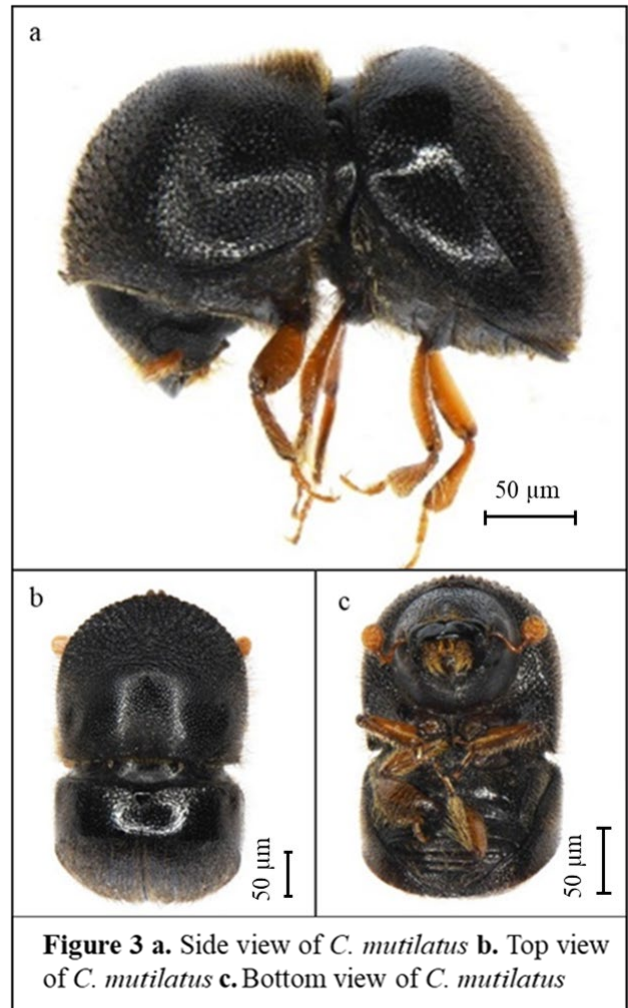 a
50 µm
b
c
50 µm
50 µm
Figure 3 a. Side view of C. mutilatus b. Top view
of C. mutilatus c. Bottom view of C. mutilatus